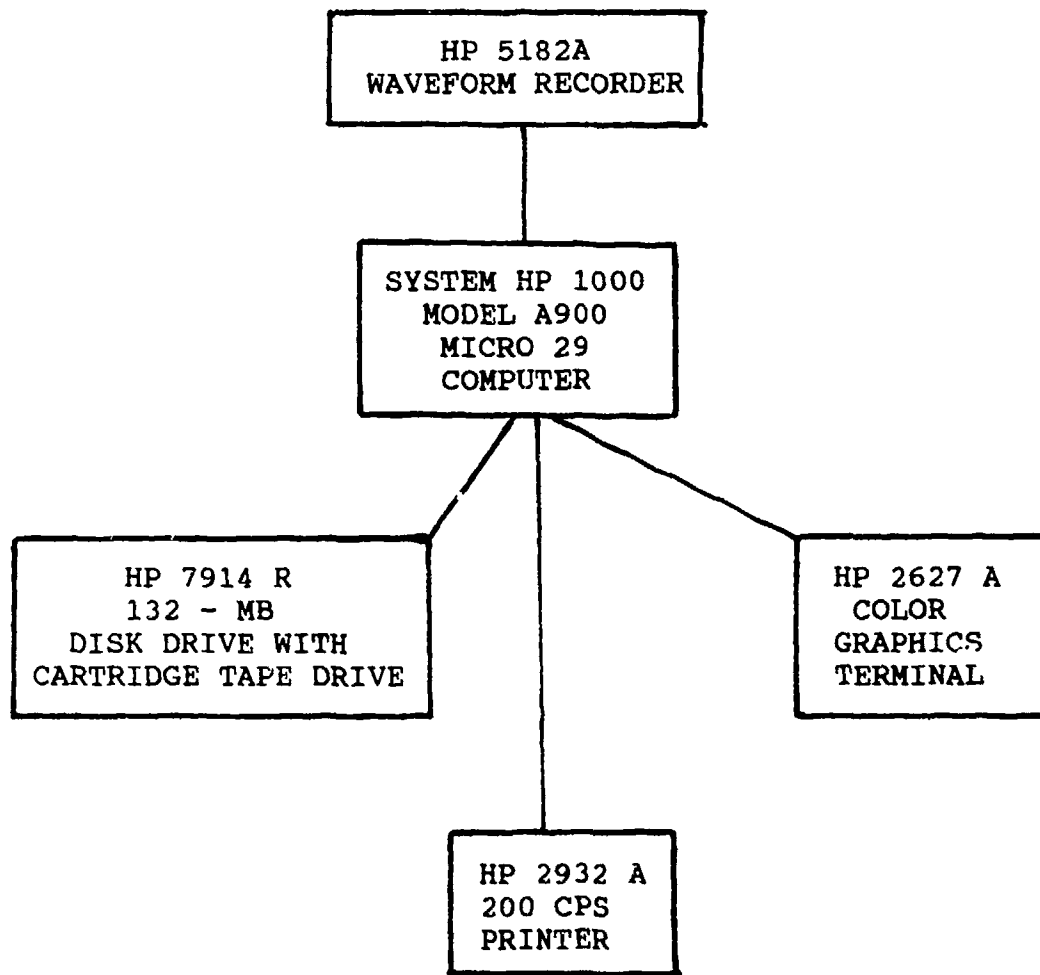 HP 5182A
WAVEFORM RECORDER
SYSTEM HP 1000
MODEL A900
MICRO 29
COMPUTER
HP 7914 R
132 - MB
DISK DRIVE WITH
CARTRIDGE TAPE DRIVE
HP 2627 A
COLOR
GRAPHICS
TERMINAL
HP 2932 A
200 CPS
PRINTER